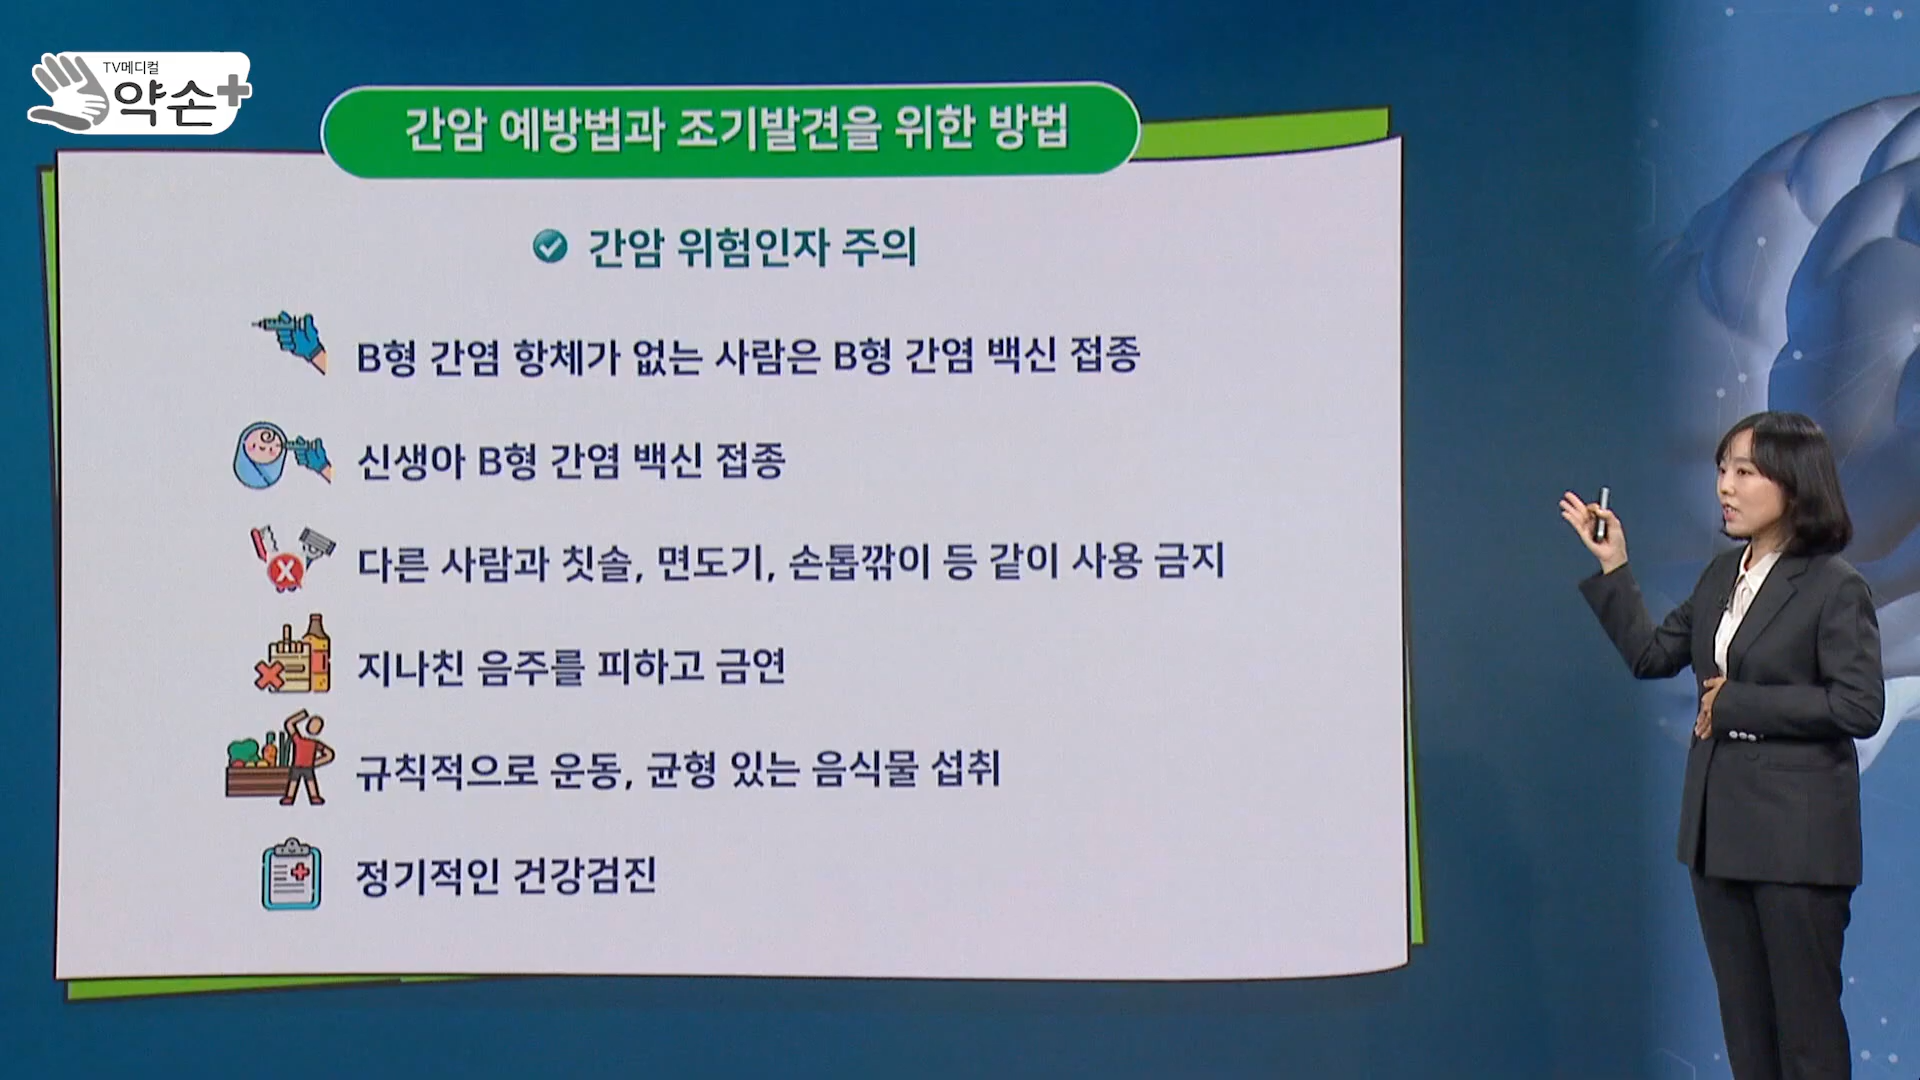 TV메디컬
약손+
간암 예방법과 조기발견을 위한 방법
간암 위험인자 주의
B형 간염 항체가 없는 사람은 B형 간염 백신 접종
신생아 B형 간염 백신 접종
다른 사람과 칫솔, 면도기, 손톱깎이 등 같이 사용 금지
지나친 음주를 피하고 금연
규칙적으로 운동, 균형 있는 음식물 섭취
정기적인 건강검진